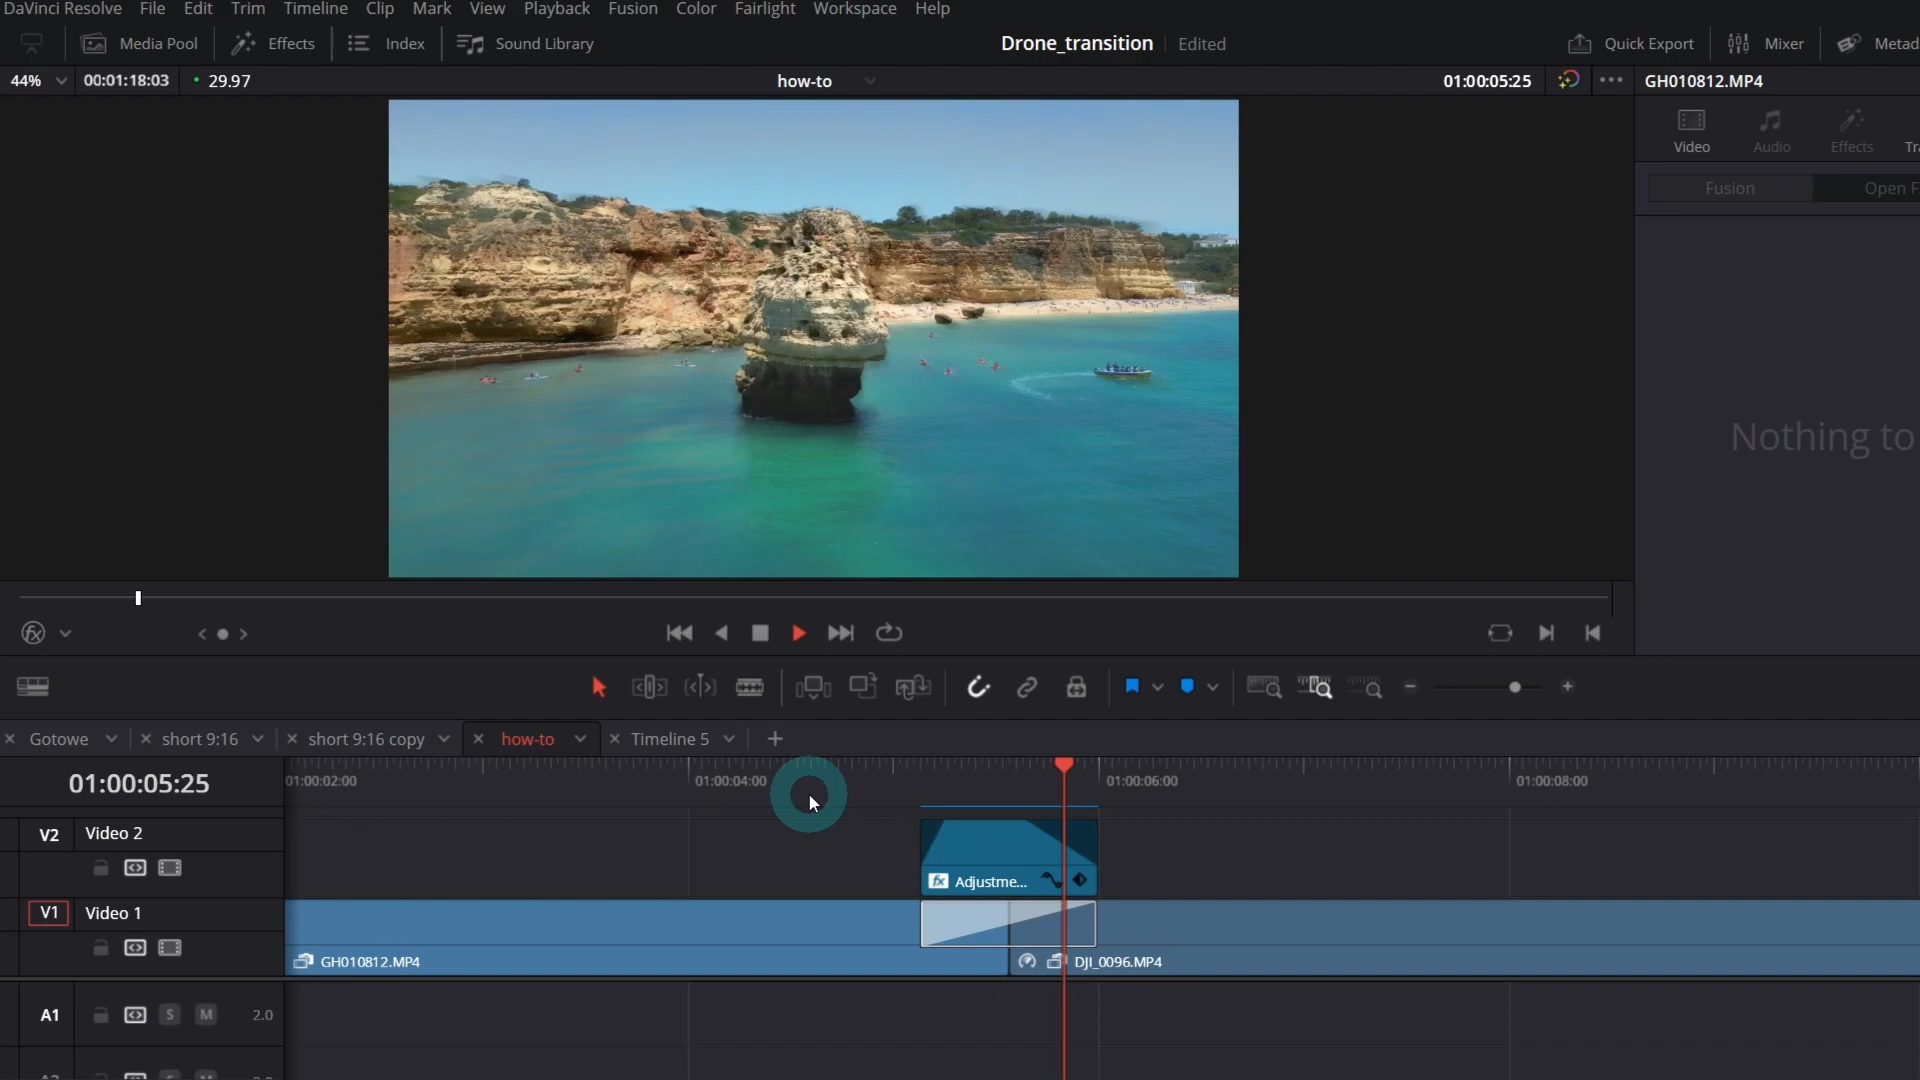 DaVinci Resolve File Edit Trim Timeline Clip Mark View Playback Fusion Color Fairlight Workspace Help
Media Pool Effects Index Sound Library Drone_transition Edited Quick Export Mixer
44% 00:01:18:03 29.97 how-to 01:00:05:25 GH010812.MP4
Video Audio Effects
Fusion Open
Nothing to
Gotowe short 9:16 short 9:16 copy how-to Timeline 5
01:00:05:25 01:00:02:00 01:00:04:00 01:00:06:00 01:00:08:00
V2 Video 2
fx Adjustme...
V1 Video 1
GH010812.MP4 DJI_0096.MP4
A1 S M 2.0